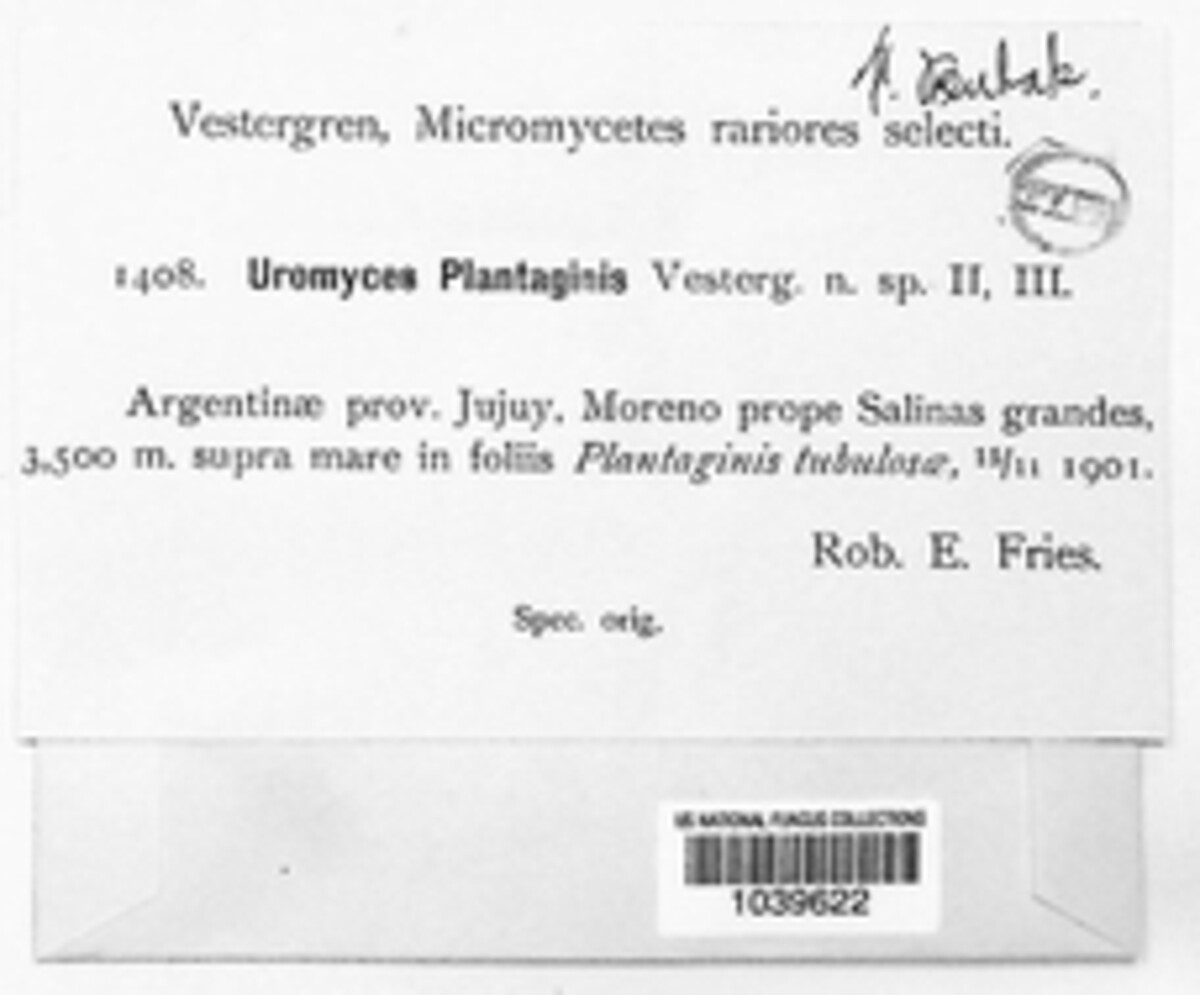 Vestergren, Micromycetes rariores selecti.
1408. Uromyces Plantaginis Vesterg. n. sp. II, III.
Argentinæ prov. Jujuy, Moreno prope Salinas grandes,
3,500 m. supra mare in foliis Plantaginis tubulosæ, 15/11 1901.
Rob. E. Fries.
Spec. orig.
US NATIONAL FUNGUS COLLECTIONS
1039622